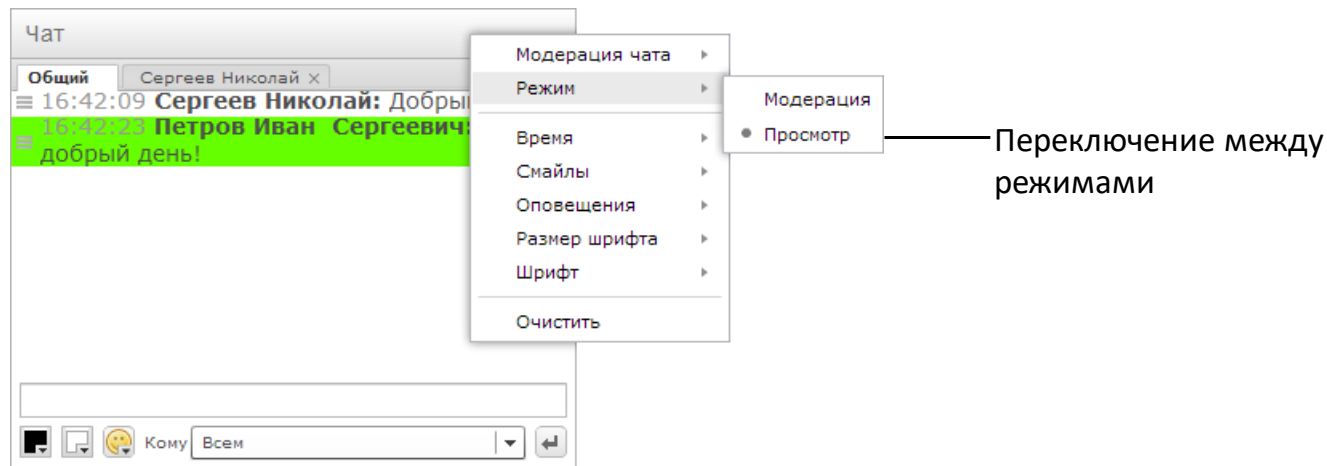 Чат
Общий
Сергеев Николай ×
16:42:09 Сергеев Николай: Добры
16:42:23 Петров Иван Сергеевич:
добрый день!
Модерация чата
Режим
Время
Смайлы
Оповещения
Размер шрифта
Шрифт
Очистить
Модерация
Просмотр
Переключение между
режимами
Кому
Всем